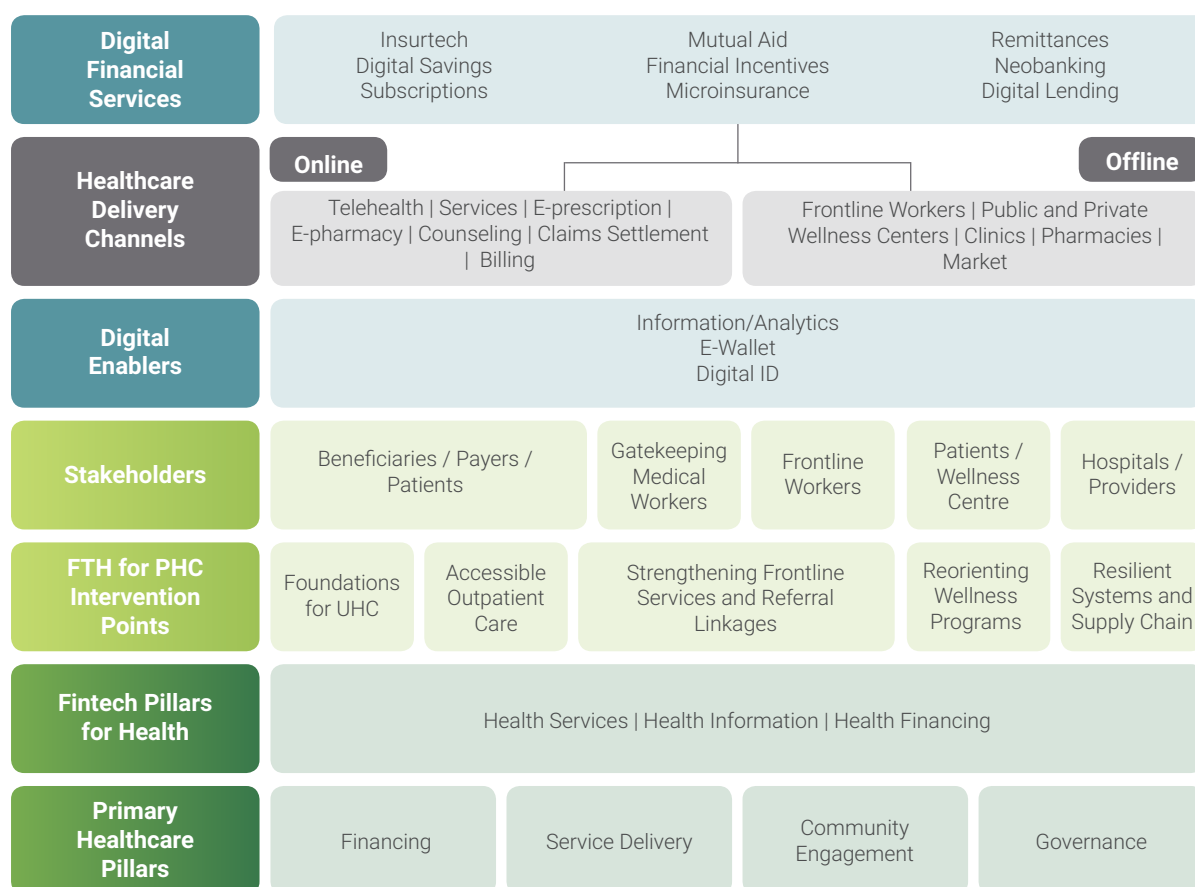 Digital
Financial
Services
Insurtech
Digital Savings
Subscriptions
Mutual Aid
Financial Incentives
Microinsurance
Remittances
Neobanking
Digital Lending
Healthcare
Delivery
Channels
Online
Offline
Telehealth | Services | E-prescription |
E-pharmacy | Counseling | Claims Settlement
| Billing
Frontline Workers | Public and Private
Wellness Centers | Clinics | Pharmacies |
Market
Digital
Enablers
Information/Analytics
E-Wallet
Digital ID
Stakeholders
Beneficiaries / Payers /
Patients
Gatekeeping
Medical
Workers
Frontline
Workers
Patients /
Wellness
Centre
Hospitals /
Providers
FTH for PHC
Intervention
Points
Foundations
for UHC
Accessible
Outpatient
Care
Strengthening Frontline
Services and Referral
Linkages
Reorienting
Wellness
Programs
Resilient
Systems and
Supply Chain
Fintech Pillars
for Health
Health Services | Health Information | Health Financing
Primary
Healthcare
Pillars
Financing
Service Delivery
Community
Engagement
Governance